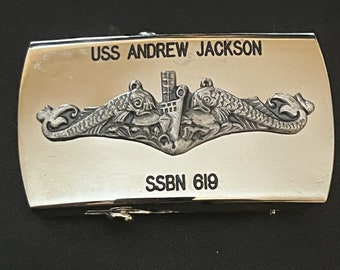 USS ANDREW JACKSON
SSBN 619